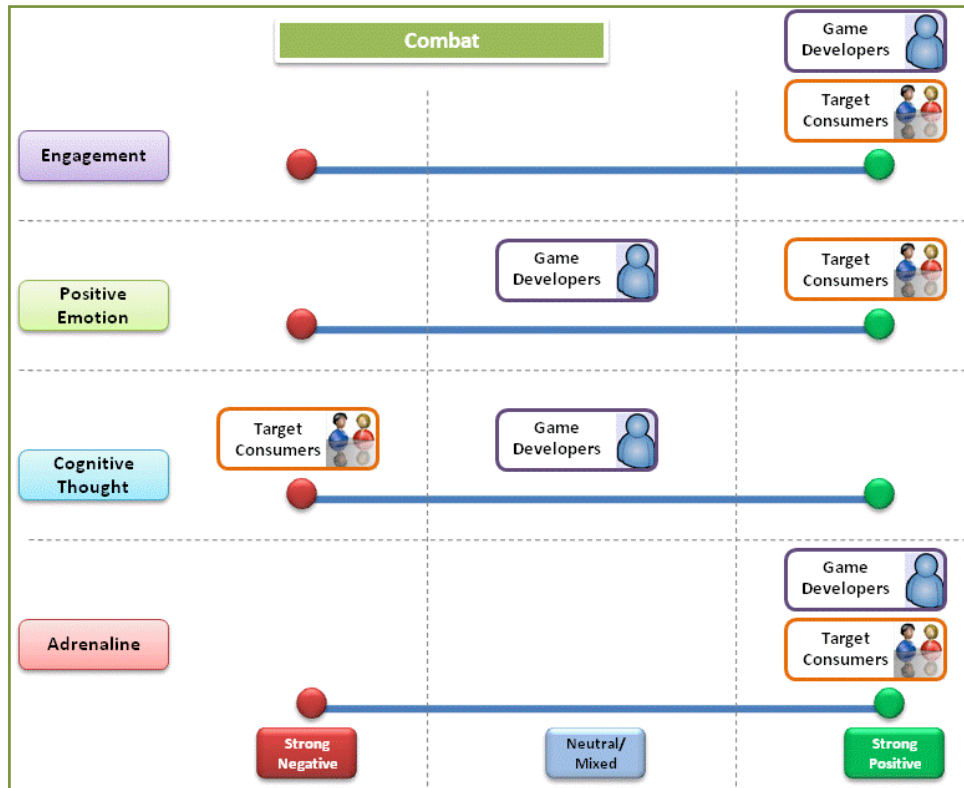 Combat
Game
Developers
Target
Consumers
Engagement
Game
Developers
Target
Consumers
Positive
Emotion
Target
Consumers
Game
Developers
Cognitive
Thought
Game
Developers
Target
Consumers
Adrenaline
Strong
Negative
Neutral/
Mixed
Strong
Positive